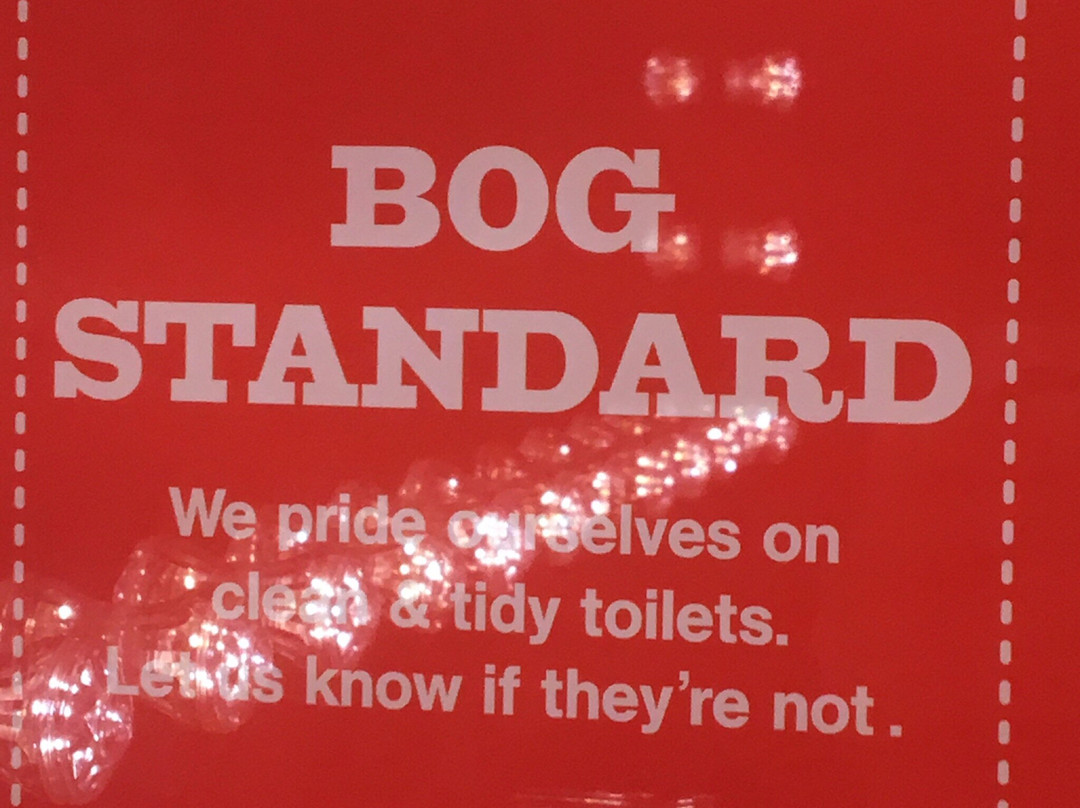 BOG
STANDARD
We pride ourselves on
clean & tidy toilets.
Let us know if they're not.